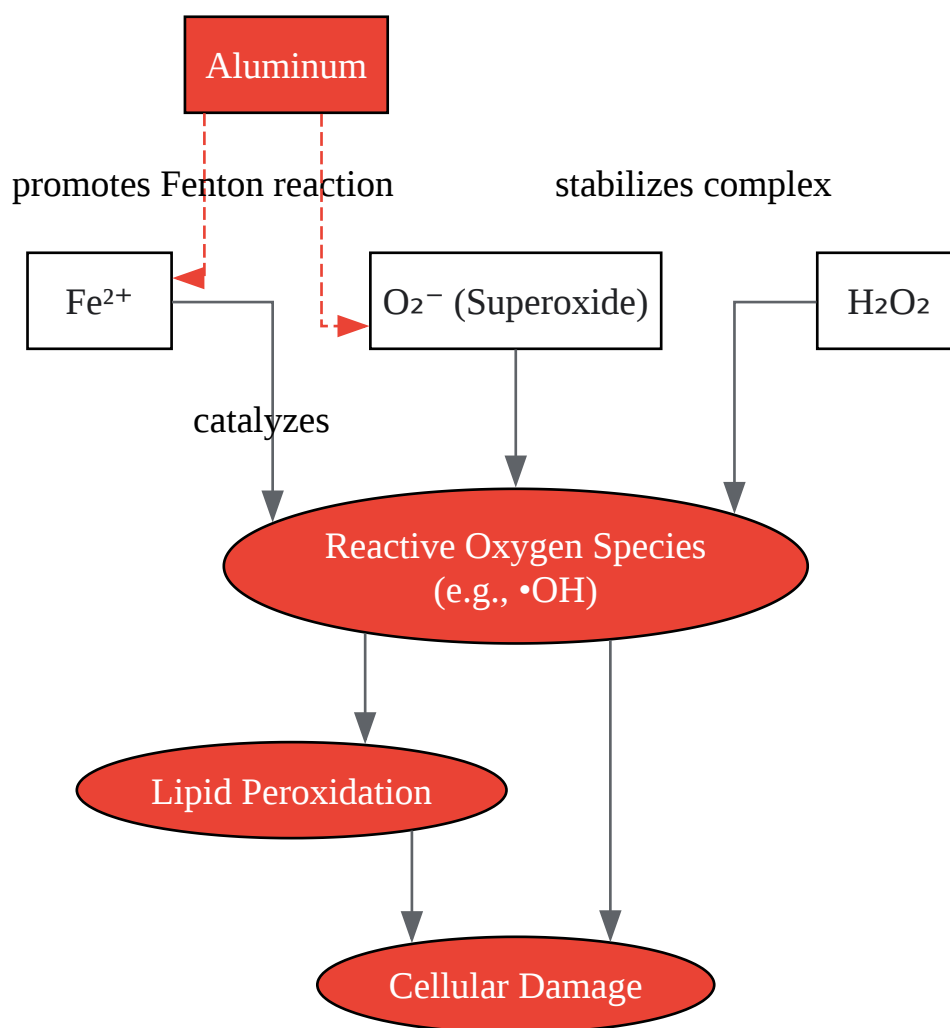 Aluminum
promotes Fenton reaction
stabilizes complex
Fe²⁺
O₂⁻ (Superoxide)
H₂O₂
catalyzes
Reactive Oxygen Species
(e.g., •OH)
Lipid Peroxidation
Cellular Damage